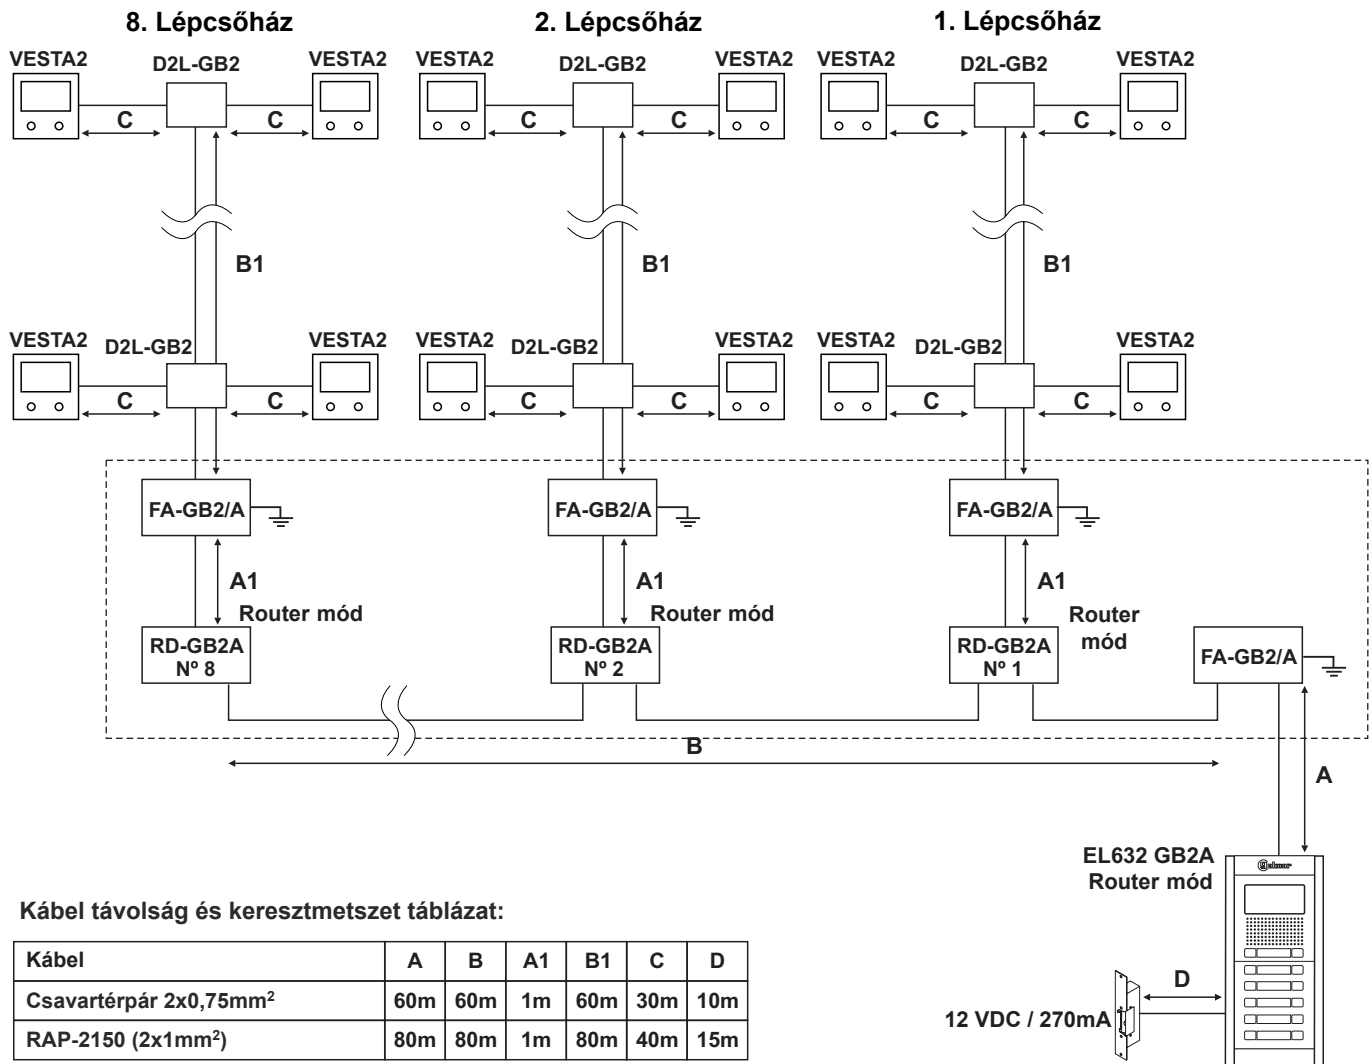 8. Lépcsőház
2. Lépcsőház
1. Lépcsőház
VESTA2 D2L-GB2 VESTA2
VESTA2 D2L-GB2 VESTA2
VESTA2 D2L-GB2 VESTA2
C C C C C C
B1 B1 B1
VESTA2 D2L-GB2 VESTA2
VESTA2 D2L-GB2 VESTA2
VESTA2 D2L-GB2 VESTA2
C C C C C C
FA-GB2/A FA-GB2/A FA-GB2/A
A1 A1 A1
Router mód
Router mód
Router
mód
RD-GB2A
Nº 8
RD-GB2A
Nº 2
RD-GB2A
Nº 1
FA-GB2/A
B
A
EL632 GB2A
Router mód
Golmar
D
12 VDC / 270mA
Kábel távolság és keresztmetszet táblázat:
Kábel A B A1 B1 C D
Csavartérpár 2x0,75mm² 60m 60m 1m 60m 30m 10m
RAP-2150 (2x1mm²) 80m 80m 1m 80m 40m 15m